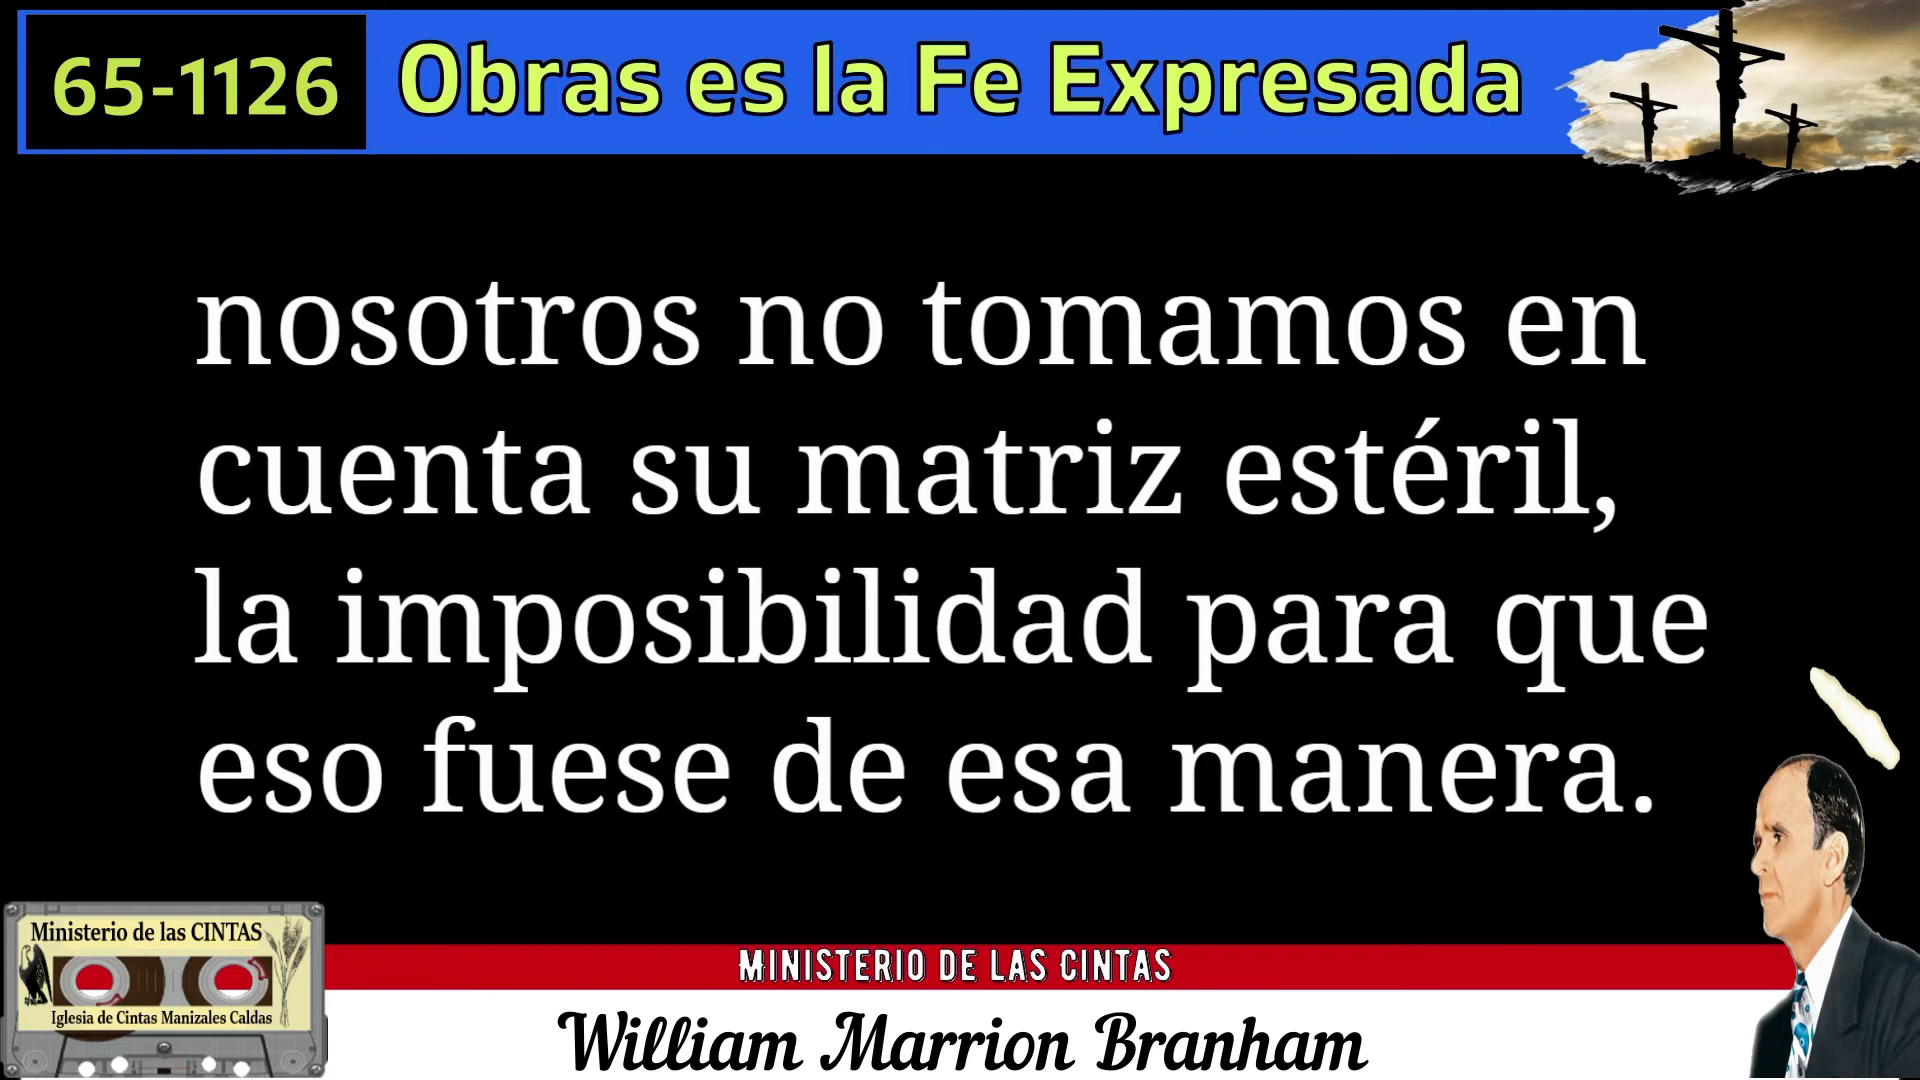 65-1126
Obras es la Fe Expresada
nosotros no tomamos en
cuenta su matriz estéril,
la imposibilidad para que
eso fuese de esa manera.
Ministerio de las CINTAS
Iglesia de Cintas Manizales Caldas
MINISTERIO DE LAS CINTAS
William Marrion Branham